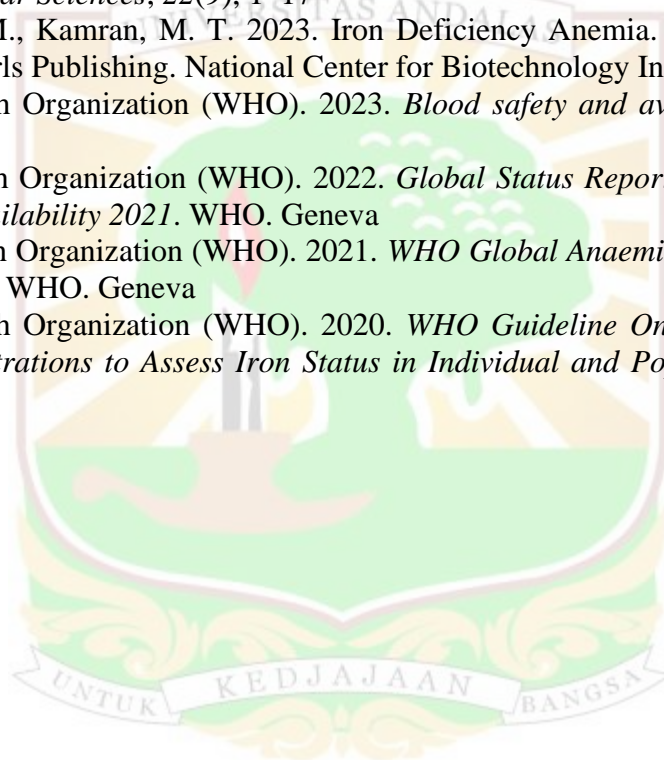 ar Sciences, 22(9), 1-17
M., Kamran, M. T. 2023. Iron Deficiency Anemia.
rls Publishing. National Center for Biotechnology In
n Organization (WHO). 2023. Blood safety and av
n Organization (WHO). 2022. Global Status Repor
ilability 2021. WHO. Geneva
n Organization (WHO). 2021. WHO Global Anaemi
WHO. Geneva
n Organization (WHO). 2020. WHO Guideline On
trations to Assess Iron Status in Individual and Po
UNIVERSITAS ANDALAS
UNTUK KEDJAJAAN BANGSA